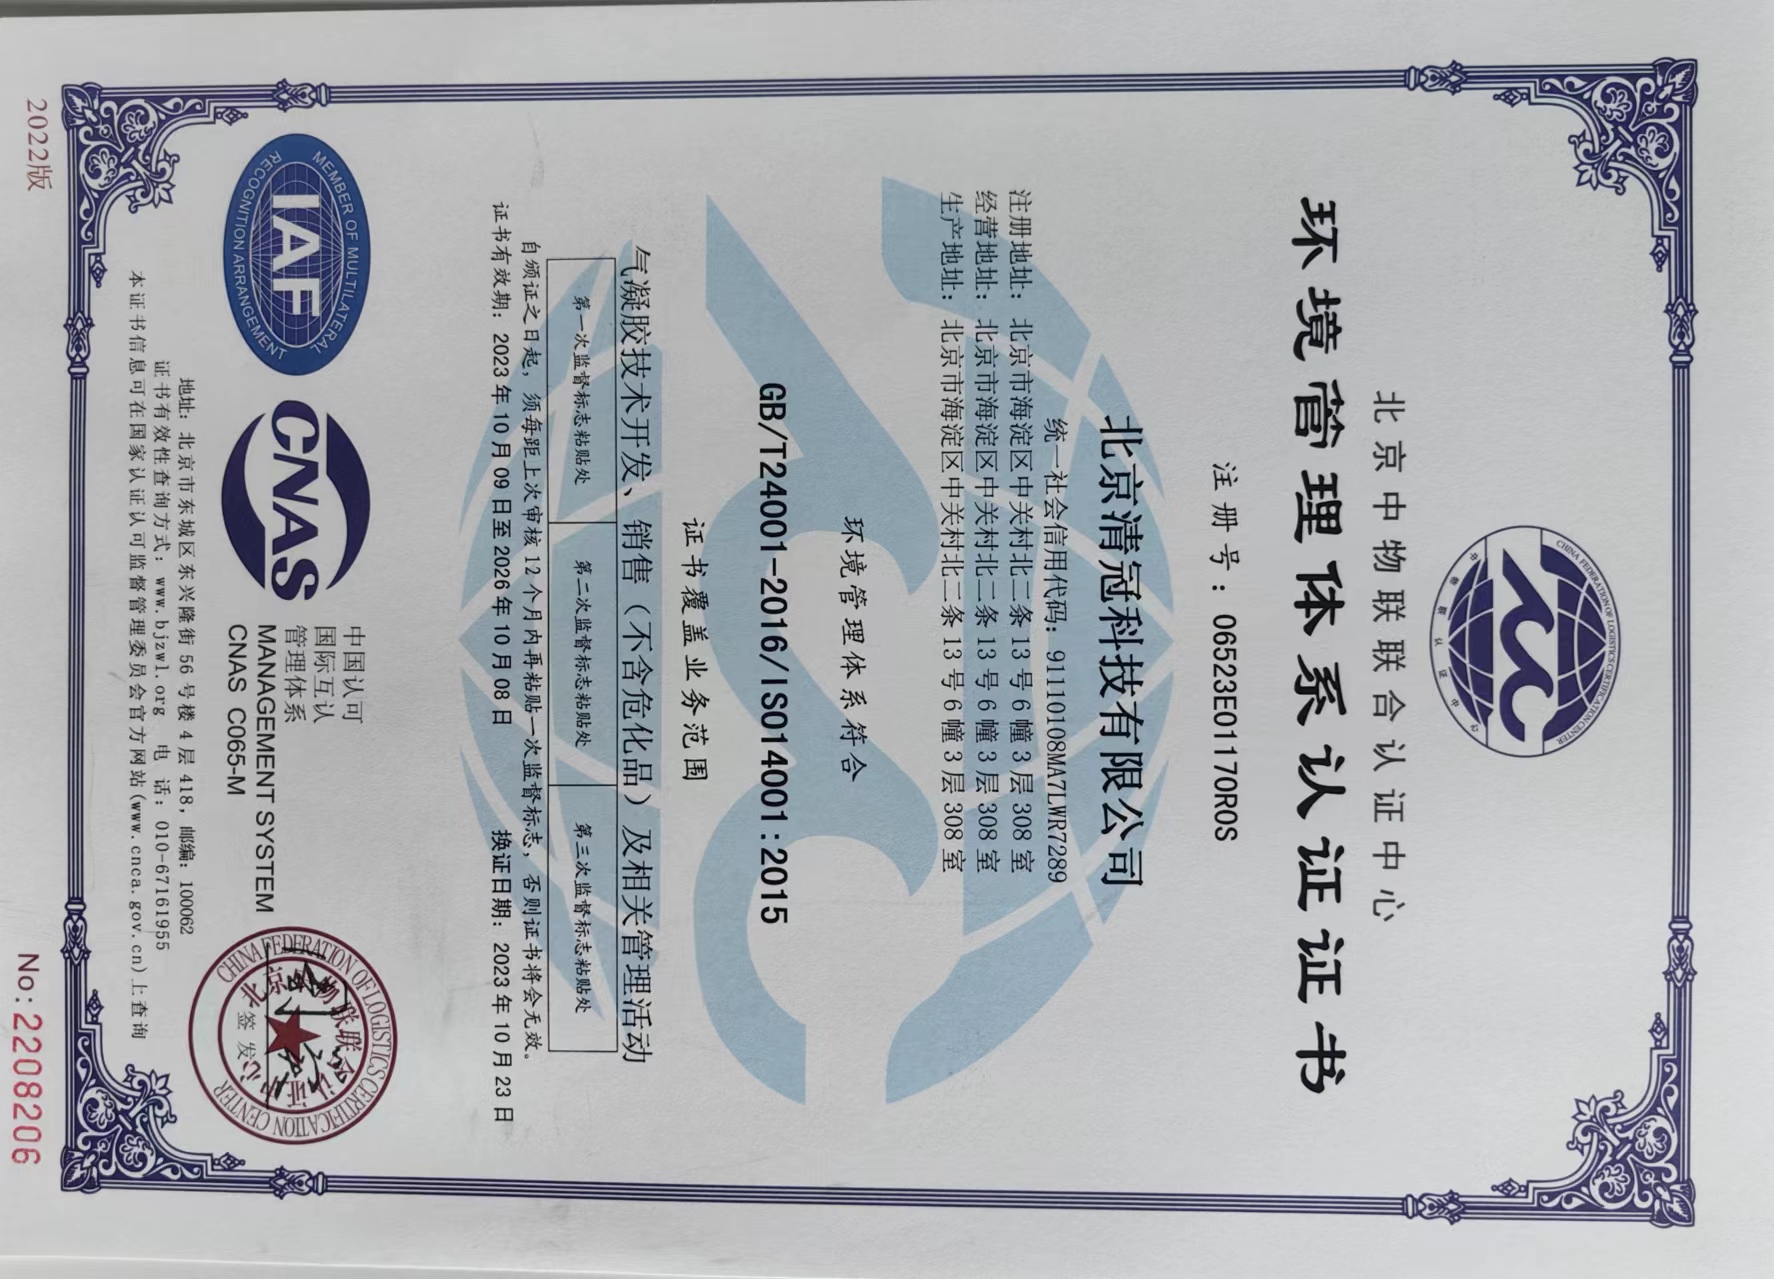 CHINA FEDERATION OF LOGISTICS CERTIFICATION CENTER
北京中物联联合认证中心
环境管理体系认证证书
注册号：06523E01170R0S
北京清冠科技有限公司
统一社会信用代码：91110108MA7LWR7289
注册地址：北京市海淀区中关村北二条13号6幢3层308室
经营地址：北京市海淀区中关村北二条13号6幢3层308室
生产地址：北京市海淀区中关村北二条13号6幢3层308室
环境管理体系符合
GB/T24001-2016/ISO14001:2015
证书覆盖业务范围
气凝胶技术开发、销售（不含危化品）及相关管理活动
第一次监督标志粘贴处 第二次监督标志粘贴处 第三次监督标志粘贴处
自颁证之日起，须每距上次审核12个月内再粘贴一次监督标志，否则证书将会无效。
证书有效期：2023年10月09日至2026年10月08日 换证日期：2023年10月23日
MEMBER OF MULTILATERAL
IAF
RECOGNITION ARRANGEMENT
CNAS
中国认可
国际互认
管理体系
MANAGEMENT SYSTEM
CNAS C065-M
CHINA FEDERATION OF LOGISTICS CERTIFICATION CENTER
签发
地址：北京市东城区东兴隆街56号楼4层418，邮编：100062
证书有效性查询方式：www.bjzwl.org 电话：010-67161955
本证书信息可在国家认证认可监督管理委员会官方网站(www.cnca.gov.cn)上查询
2022版
No:2208206